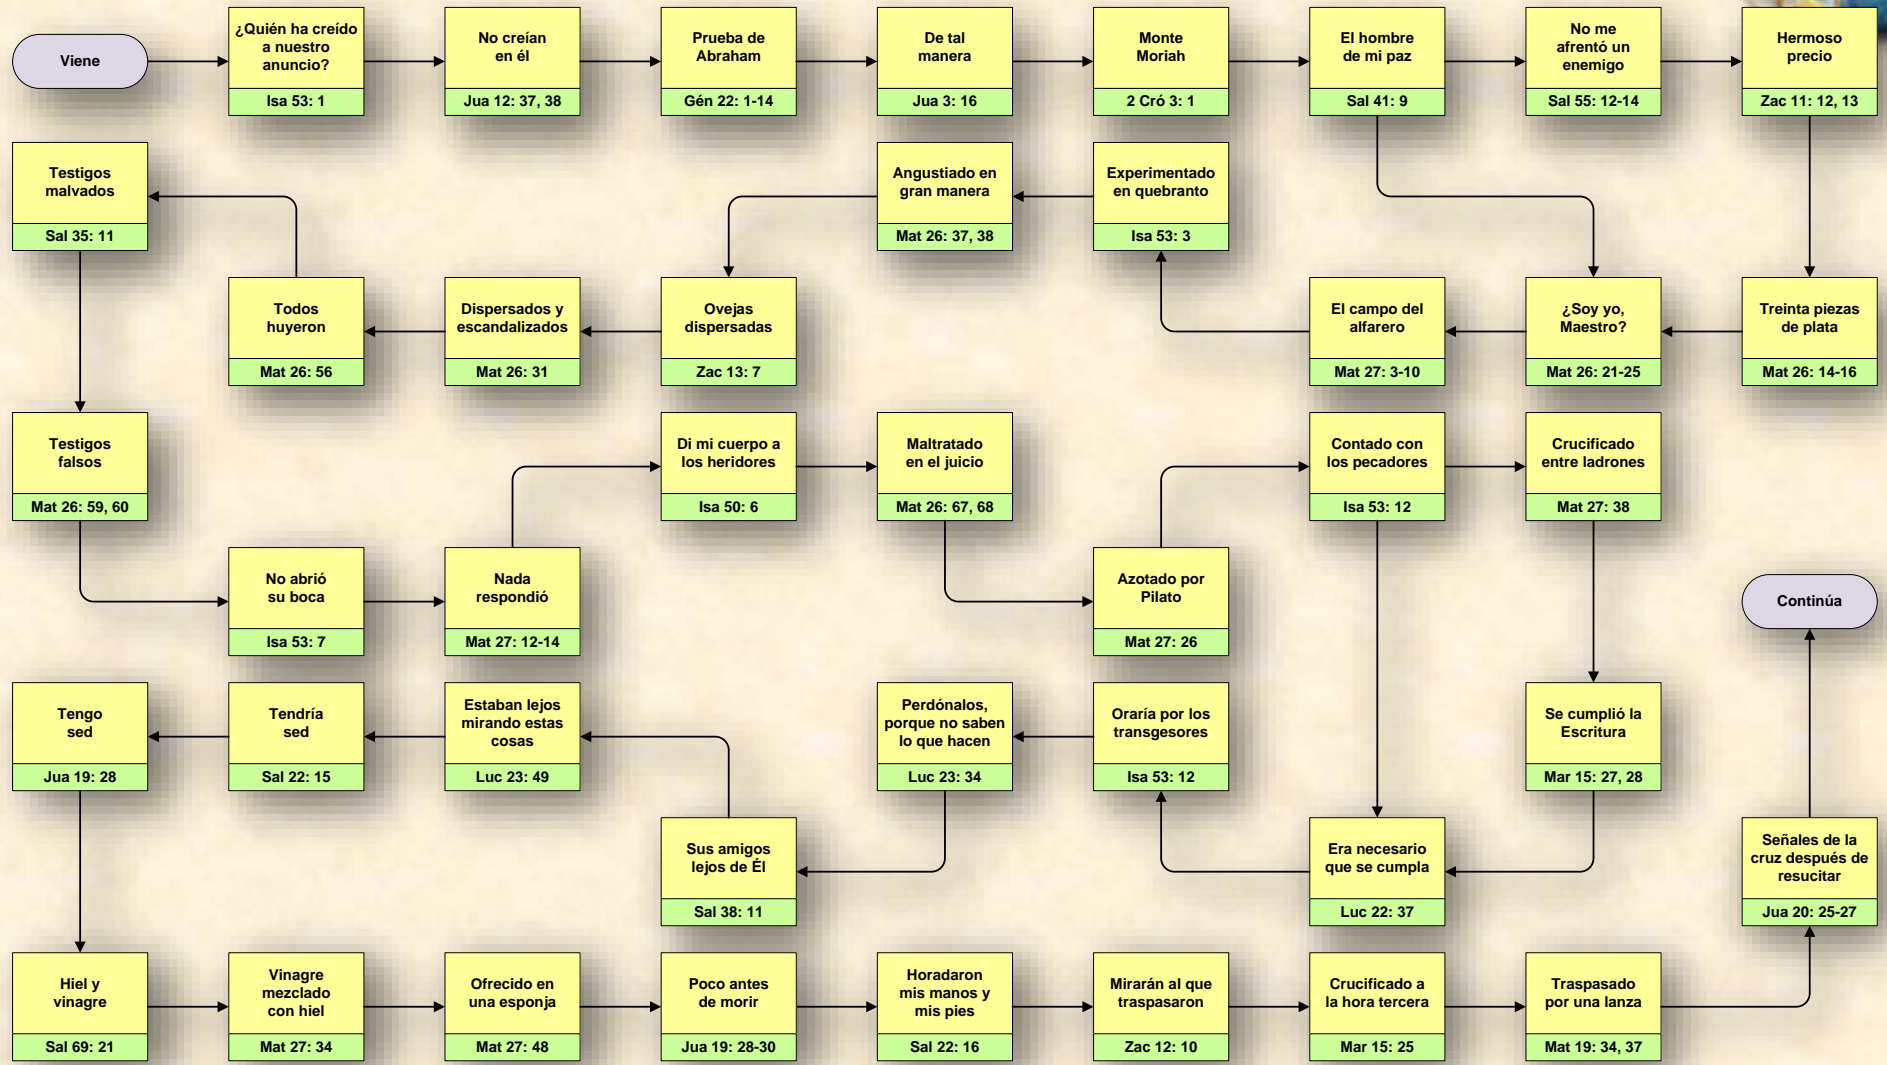 Viene
¿Quién ha creído
a nuestro
anuncio?
Isa 53: 1
No creían
en él
Jua 12: 37, 38
Prueba de
Abraham
Gén 22: 1-14
De tal
manera
Jua 3: 16
Monte
Moriah
2 Cró 3: 1
El hombre
de mi paz
Sal 41: 9
No me
afrentó un
enemigo
Sal 55: 12-14
Hermoso
precio
Zac 11: 12, 13
Testigos
malvados
Sal 35: 11
Angustiado en
gran manera
Mat 26: 37, 38
Experimentado
en quebranto
Isa 53: 3
Todos
huyeron
Mat 26: 56
Dispersados y
escandalizados
Mat 26: 31
Ovejas
dispersadas
Zac 13: 7
El campo del
alfarero
Mat 27: 3-10
¿Soy yo,
Maestro?
Mat 26: 21-25
Treinta piezas
de plata
Mat 26: 14-16
Testigos
falsos
Mat 26: 59, 60
Di mi cuerpo a
los heridores
Isa 50: 6
Maltratado
en el juicio
Mat 26: 67, 68
Contado con
los pecadores
Isa 53: 12
Crucificado
entre ladrones
Mat 27: 38
No abrió
su boca
Isa 53: 7
Nada
respondió
Mat 27: 12-14
Azotado por
Pilato
Mat 27: 26
Continúa
Tengo
sed
Jua 19: 28
Tendría
sed
Sal 22: 15
Estaban lejos
mirando estas
cosas
Luc 23: 49
Perdónalos,
porque no saben
lo que hacen
Luc 23: 34
Oraría por los
transgesores
Isa 53: 12
Se cumplió la
Escritura
Mar 15: 27, 28
Sus amigos
lejos de Él
Sal 38: 11
Era necesario
que se cumpla
Luc 22: 37
Señales de la
cruz después de
resucitar
Jua 20: 25-27
Hiel y
vinagre
Sal 69: 21
Vinagre
mezclado
con hiel
Mat 27: 34
Ofrecido en
una esponja
Mat 27: 48
Poco antes
de morir
Jua 19: 28-30
Horadaron
mis manos y
mis pies
Sal 22: 16
Mirarán al que
traspasaron
Zac 12: 10
Crucificado a
la hora tercera
Mar 15: 25
Traspasado
por una lanza
Mat 19: 34, 37